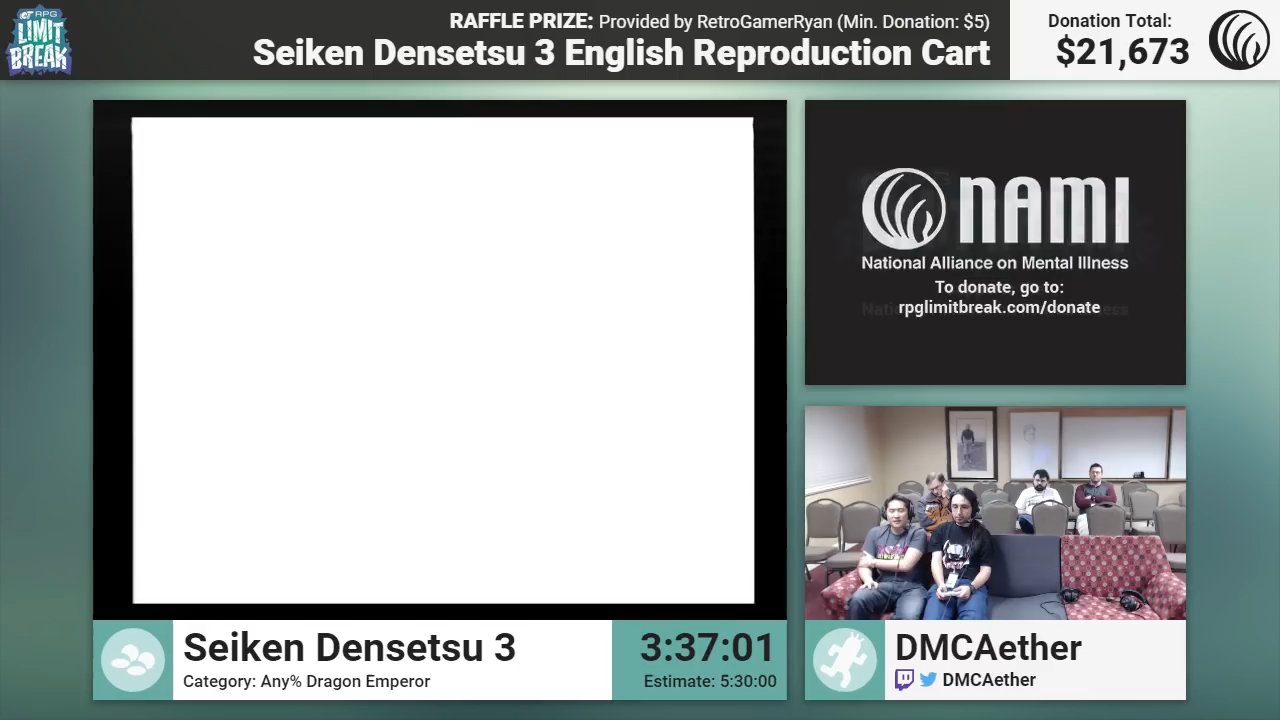 RPG
LIMIT
BREAK
RAFFLE PRIZE: Provided by RetroGamerRyan (Min. Donation: $5)
Seiken Densetsu 3 English Reproduction Cart
Donation Total:
$21,673
NAMI
National Alliance on Mental Illness
To donate, go to:
rpglimitbreak.com/donate
Seiken Densetsu 3
Category: Any% Dragon Emperor
3:37:01
Estimate: 5:30:00
DMCAether
DMCAether